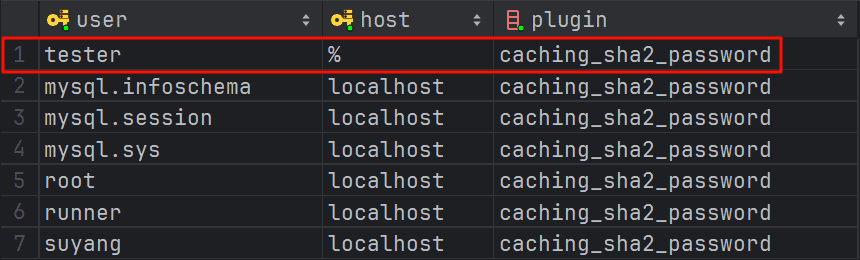 user host plugin
1 tester % caching_sha2_password
2 mysql.infoschema localhost caching_sha2_password
3 mysql.session localhost caching_sha2_password
4 mysql.sys localhost caching_sha2_password
5 root localhost caching_sha2_password
6 runner localhost caching_sha2_password
7 suyang localhost caching_sha2_password